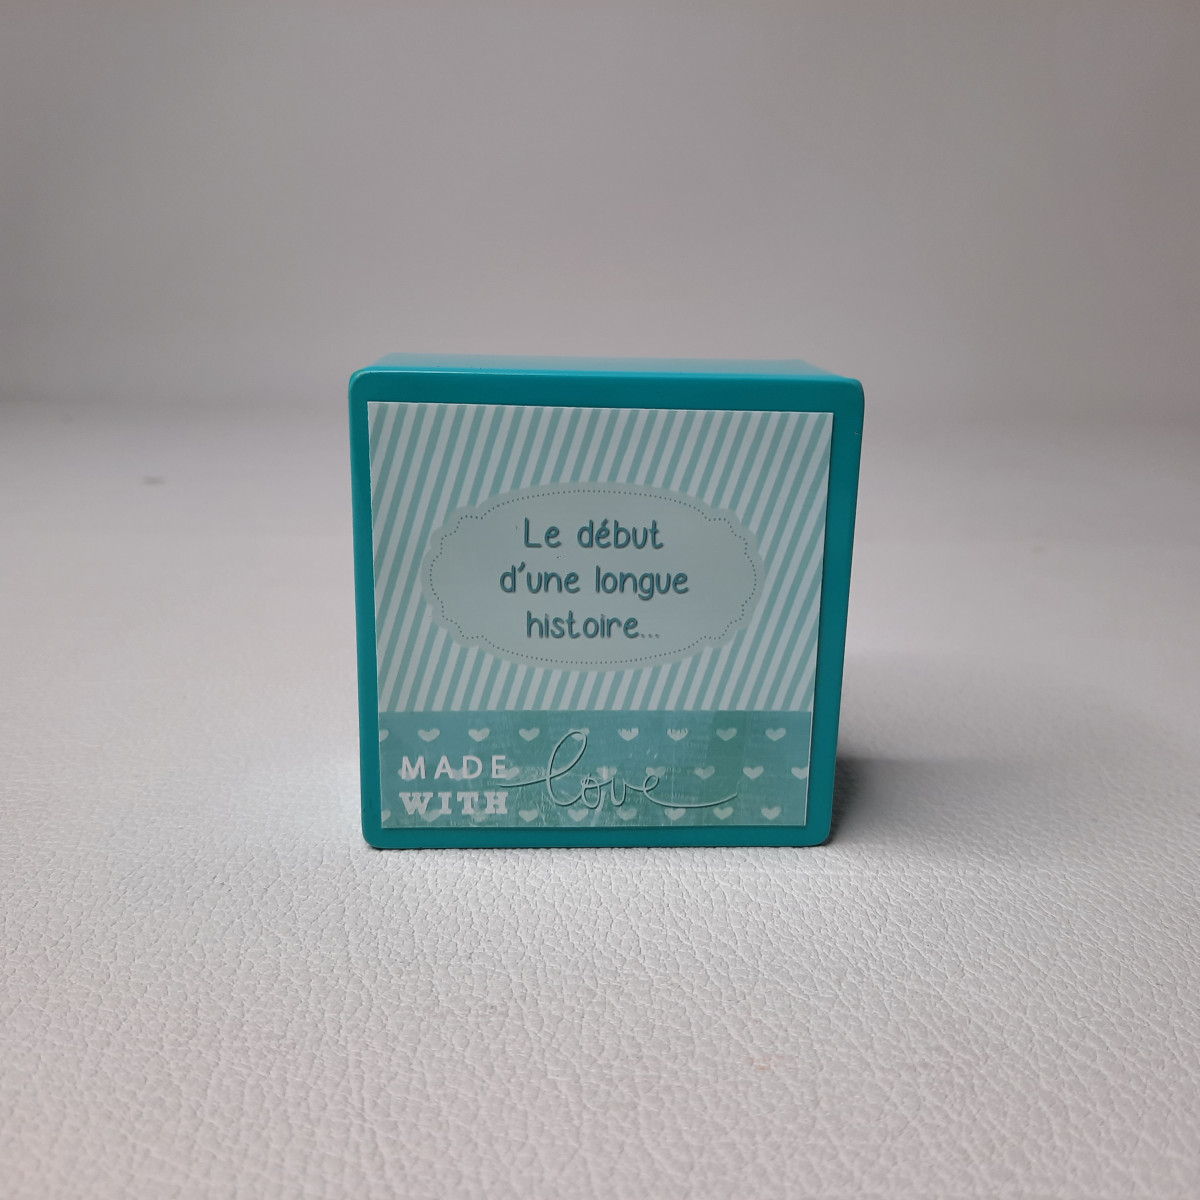 Le début
d'une longue
histoire...
MADE
WITH love